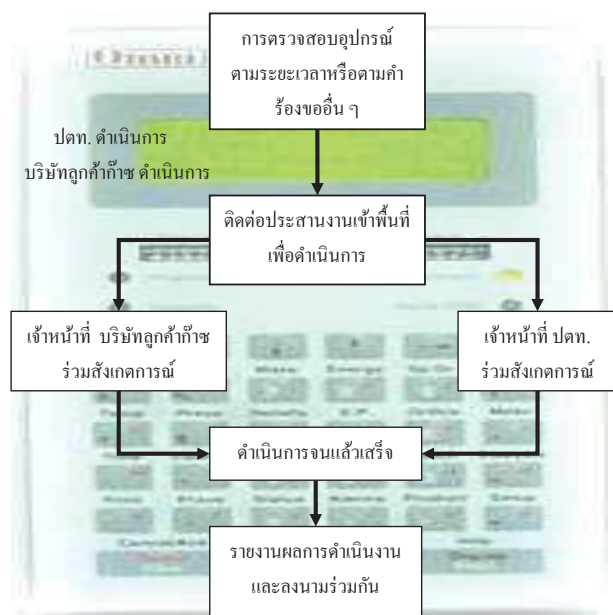 การตรวจสอบอุปกรณ์
ตามระยะเวลาหรือตามคำ
ร้องขออื่น ๆ
ปตท. ดำเนินการ
บริษัทลูกค้าก๊าซ ดำเนินการ
ติดต่อประสานงานเข้าพื้นที่
เพื่อดำเนินการ
เจ้าหน้าที่ บริษัทลูกค้าก๊าซ
ร่วมสังเกตการณ์
เจ้าหน้าที่ ปตท.
ร่วมสังเกตการณ์
ดำเนินการจนแล้วเสร็จ
รายงานผลการดำเนินงาน
และลงนามร่วมกัน